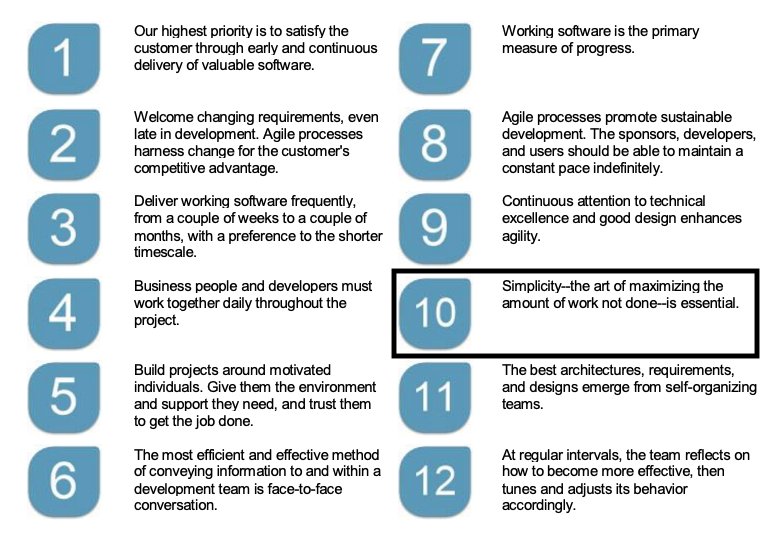 1
Our highest priority is to satisfy the
customer through early and continuous
delivery of valuable software.
2
Welcome changing requirements, even
late in development. Agile processes
harness change for the customer's
competitive advantage.
3
Deliver working software frequently,
from a couple of weeks to a couple of
months, with a preference to the shorter
timescale.
4
Business people and developers must
work together daily throughout the
project.
5
Build projects around motivated
individuals. Give them the environment
and support they need, and trust them
to get the job done.
6
The most efficient and effective method
of conveying information to and within a
development team is face-to-face
conversation.
7
Working software is the primary
measure of progress.
8
Agile processes promote sustainable
development. The sponsors, developers,
and users should be able to maintain a
constant pace indefinitely.
9
Continuous attention to technical
excellence and good design enhances
agility.
10
Simplicity--the art of maximizing the
amount of work not done--is essential.
11
The best architectures, requirements,
and designs emerge from self-organizing
teams.
12
At regular intervals, the team reflects on
how to become more effective, then
tunes and adjusts its behavior
accordingly.